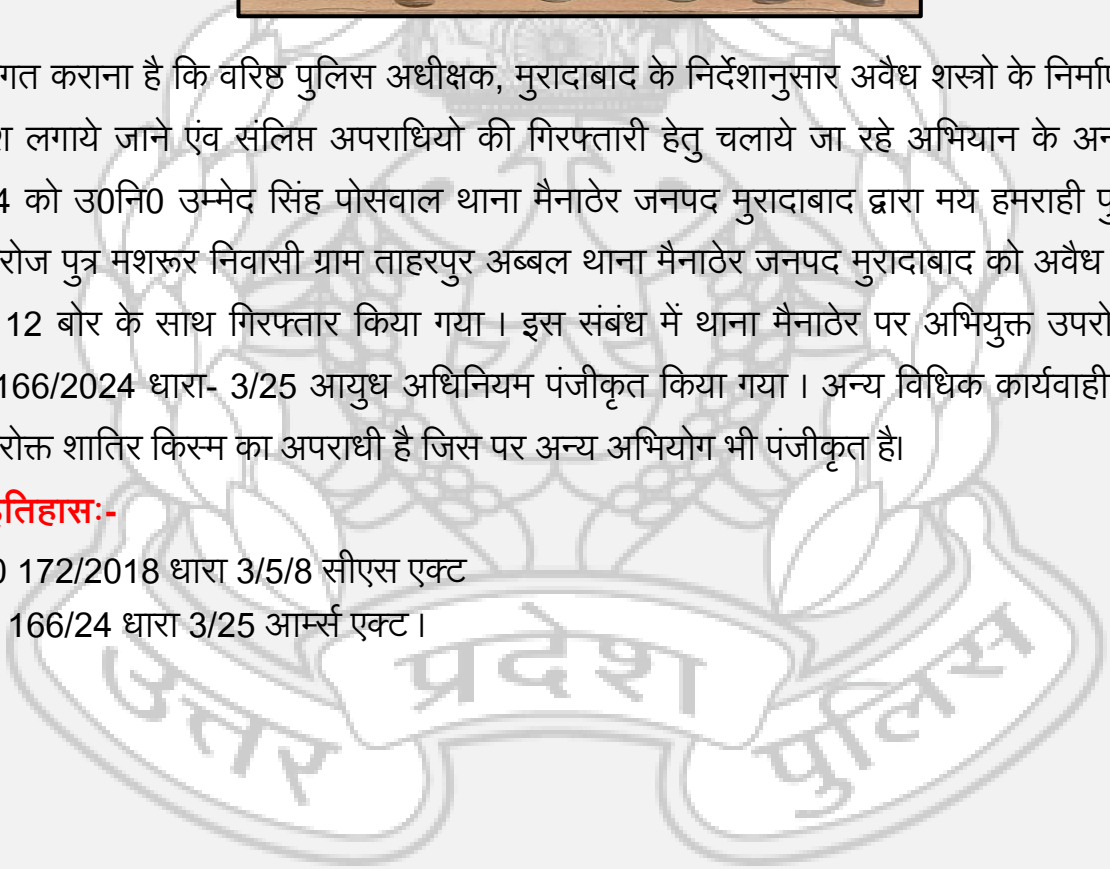 गत कराना है कि वरिष्ठ पुलिस अधीक्षक, मुरादाबाद के निर्देशानुसार अवैध शस्त्रो के निर्माण
लगाये जाने एंव संलिप्त अपराधियो की गिरफ्तारी हेतु चलाये जा रहे अभियान के
4 को उ0नि0 उम्मेद सिंह पोसवाल थाना मैनाठेर जनपद मुरादाबाद द्वारा मय हमराही
रोज पुत्र मशरूर निवासी ग्राम ताहरपुर अब्बल थाना मैनाठेर जनपद मुरादाबाद को अवैध
12 बोर के साथ गिरफ्तार किया गया । इस संबंध में थाना मैनाठेर पर अभियुक्त उपरो
166/2024 धारा- 3/25 आयुध अधिनियम पंजीकृत किया गया । अन्य विधिक कार्यवाही
रोक्त शातिर किस्म का अपराधी है जिस पर अन्य अभियोग भी पंजीकृत है।
तिहासः-
0 172/2018 धारा 3/5/8 सीएस एक्ट
166/24 धारा 3/25 आर्म्स एक्ट ।
उत्तर प्रदेश पुलिस